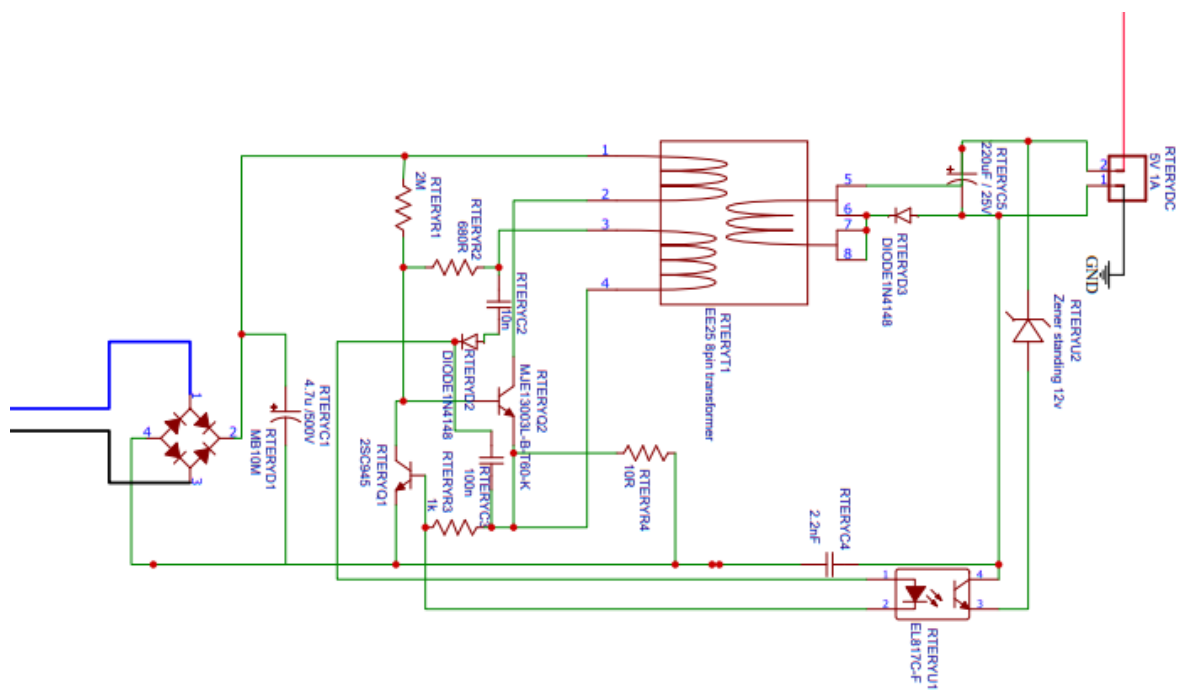 1
2
3
4
5
6
7
8
RTERYT1
EE25 8pin transformer
RTERYR1
2M
RTERYR2
680R
RTERYC2
10n
RTERYD2
DIODE1N4148
RTERYQ2
MJE13003L-B-T60-K
RTERYQ1
2SC945
RTERYR3
1k
RTERYC3
100n
RTERYR4
10R
RTERYC1
4.7u /500V
RTERYD1
MB10M
1
2
3
4
RTERYD3
DIODE1N4148
RTERYC5
220uF / 25V
RTERYDC
5V 1A
2
1
GND
RTERYU2
Zener standing 12v
RTERYC4
2.2nF
1
2
4
3
RTERYU1
EL817C-F